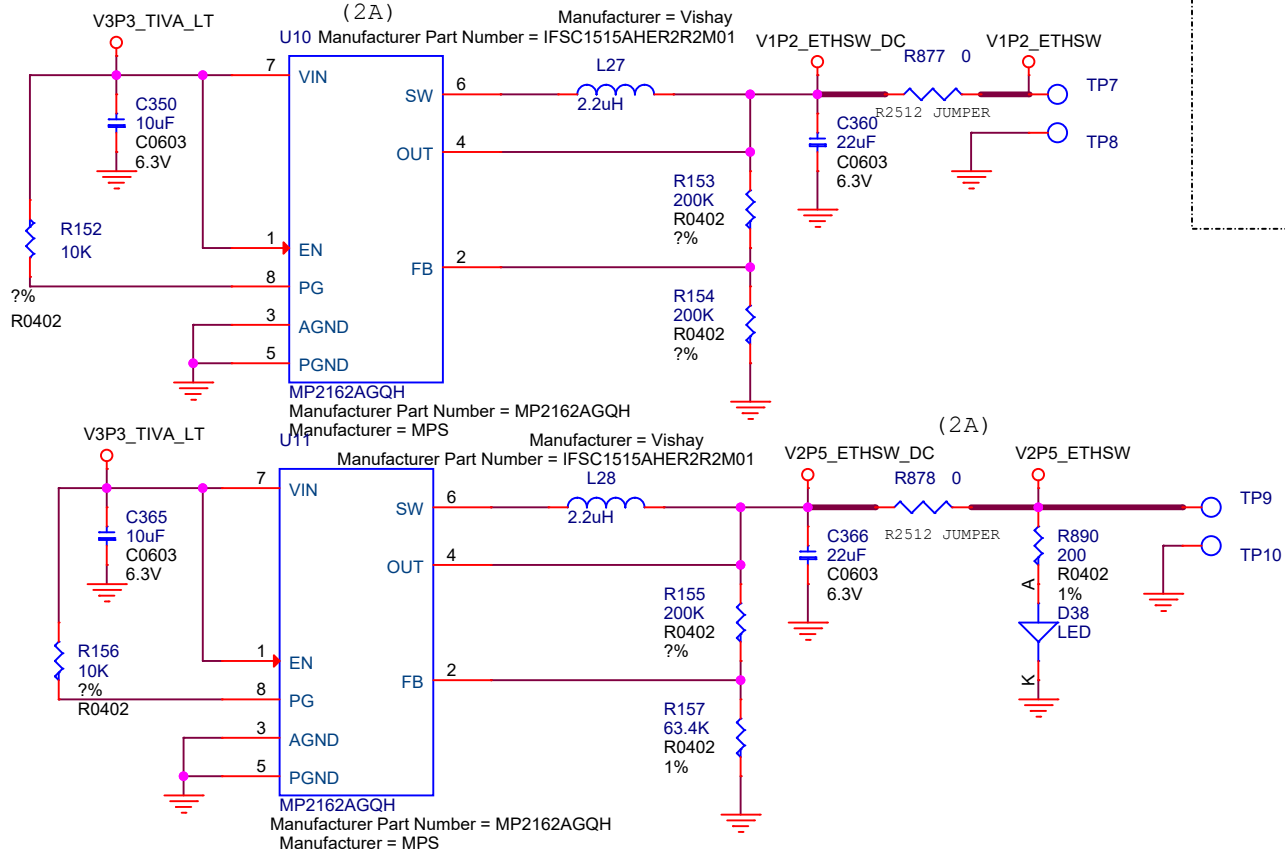 (2A)
V3P3_TIVA_LT
Manufacturer = Vishay
U10 Manufacturer Part Number = IFSC1515AHER2R2M01
V1P2_ETHSW_DC
V1P2_ETHSW
R877 0
R2512 JUMPER
TP7
TP8
7 VIN
SW 6
L27
2.2uH
C350
10uF
C0603
6.3V
OUT 4
C360
22uF
C0603
6.3V
R153
200K
R0402
?%
R152
10K
?%
R0402
1 EN
FB 2
8 PG
3 AGND
5 PGND
R154
200K
R0402
?%
MP2162AGQH
Manufacturer Part Number = MP2162AGQH
Manufacturer = MPS
(2A)
V3P3_TIVA_LT
U11
Manufacturer = Vishay
Manufacturer Part Number = IFSC1515AHER2R2M01
V2P5_ETHSW_DC
V2P5_ETHSW
R878 0
R2512 JUMPER
TP9
TP10
7 VIN
SW 6
L28
2.2uH
C365
10uF
C0603
6.3V
OUT 4
C366
22uF
C0603
6.3V
R890
200
R0402
1%
A
D38
LED
K
R155
200K
R0402
?%
R156
10K
?%
R0402
1 EN
FB 2
8 PG
3 AGND
5 PGND
R157
63.4K
R0402
1%
MP2162AGQH
Manufacturer Part Number = MP2162AGQH
Manufacturer = MPS